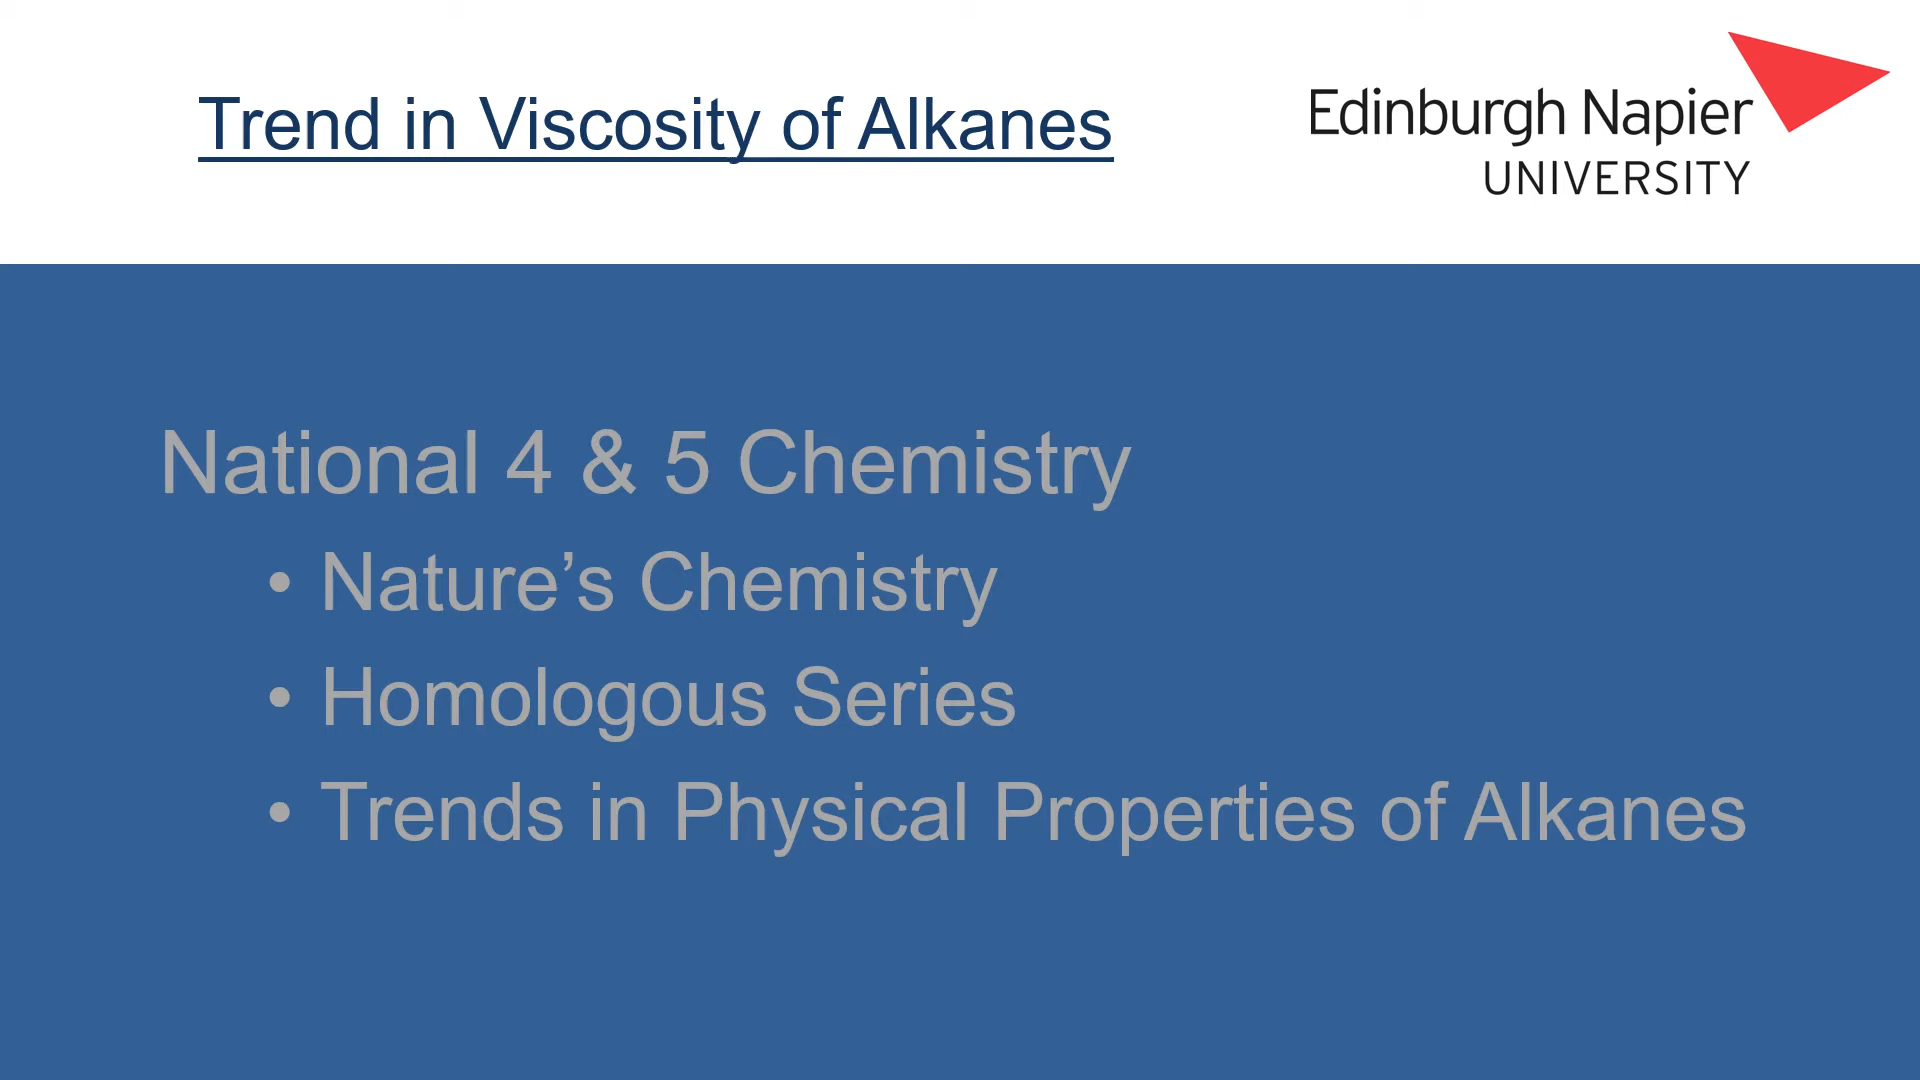 Trend in Viscosity of Alkanes
Edinburgh Napier
UNIVERSITY
National 4 & 5 Chemistry
• Nature’s Chemistry
• Homologous Series
• Trends in Physical Properties of Alkanes